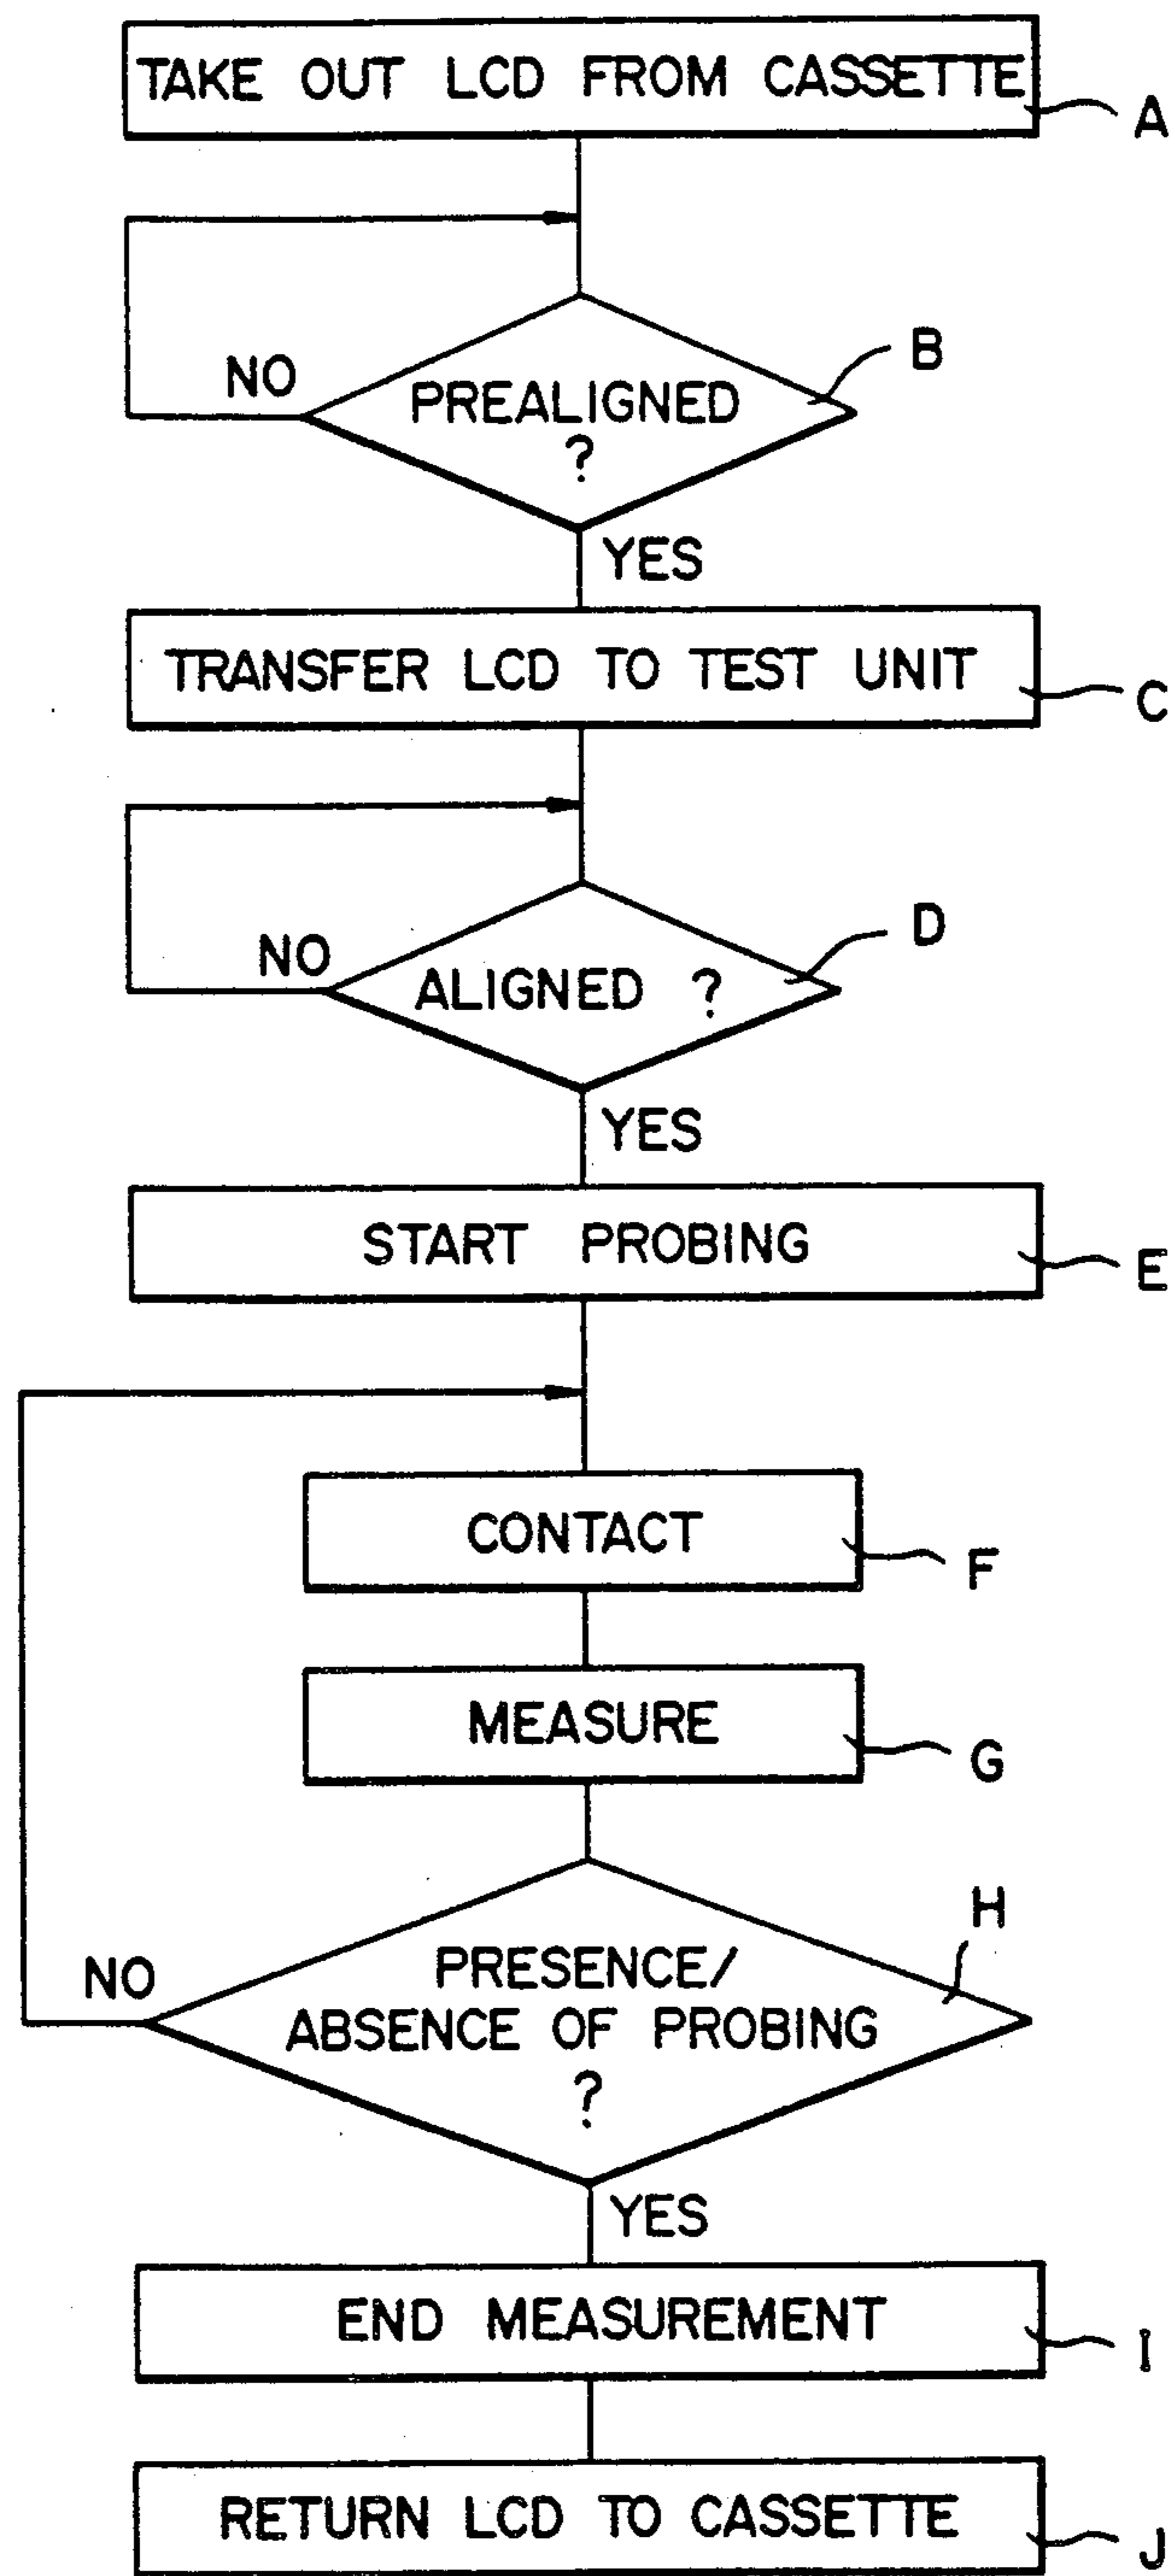 TAKE OUT LCD FROM CASSETTE
A
B
NO
PREALIGNED
?
YES
TRANSFER LCD TO TEST UNIT
C
D
NO
ALIGNED ?
YES
START PROBING
E
CONTACT
F
MEASURE
G
H
NO
PRESENCE/
ABSENCE OF PROBING
?
YES
END MEASUREMENT
I
RETURN LCD TO CASSETTE
J